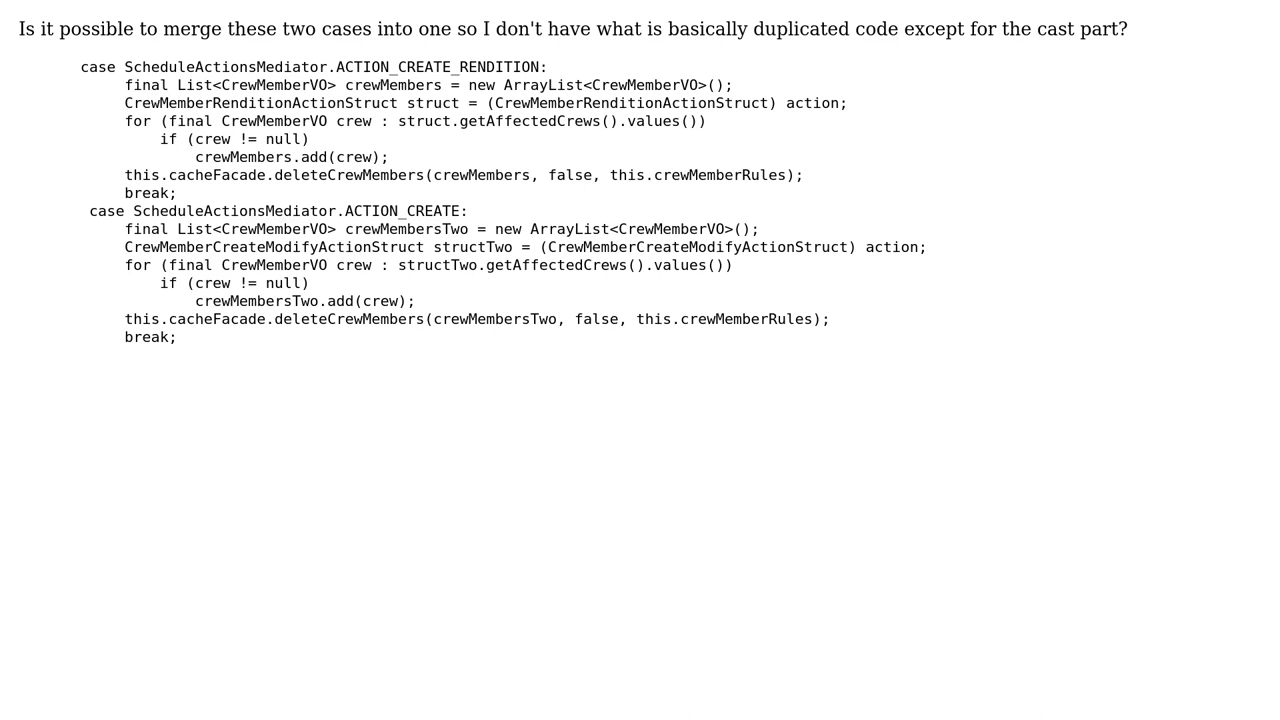 Is it possible to merge these two cases into one so I don't have what is basically duplicated code except for the cast part?
case ScheduleActionsMediator.ACTION_CREATE_RENDITION:
final List<CrewMemberVO> crewMembers = new ArrayList<CrewMemberVO>();
CrewMemberRenditionActionStruct struct = (CrewMemberRenditionActionStruct) action;
for (final CrewMemberVO crew : struct.getAffectedCrews().values())
if (crew != null)
crewMembers.add(crew);
this.cacheFacade.deleteCrewMembers(crewMembers, false, this.crewMemberRules);
break;
case ScheduleActionsMediator.ACTION_CREATE:
final List<CrewMemberVO> crewMembersTwo = new ArrayList<CrewMemberVO>();
CrewMemberCreateModifyActionStruct structTwo = (CrewMemberCreateModifyActionStruct) action;
for (final CrewMemberVO crew : structTwo.getAffectedCrews().values())
if (crew != null)
crewMembersTwo.add(crew);
this.cacheFacade.deleteCrewMembers(crewMembersTwo, false, this.crewMemberRules);
break;